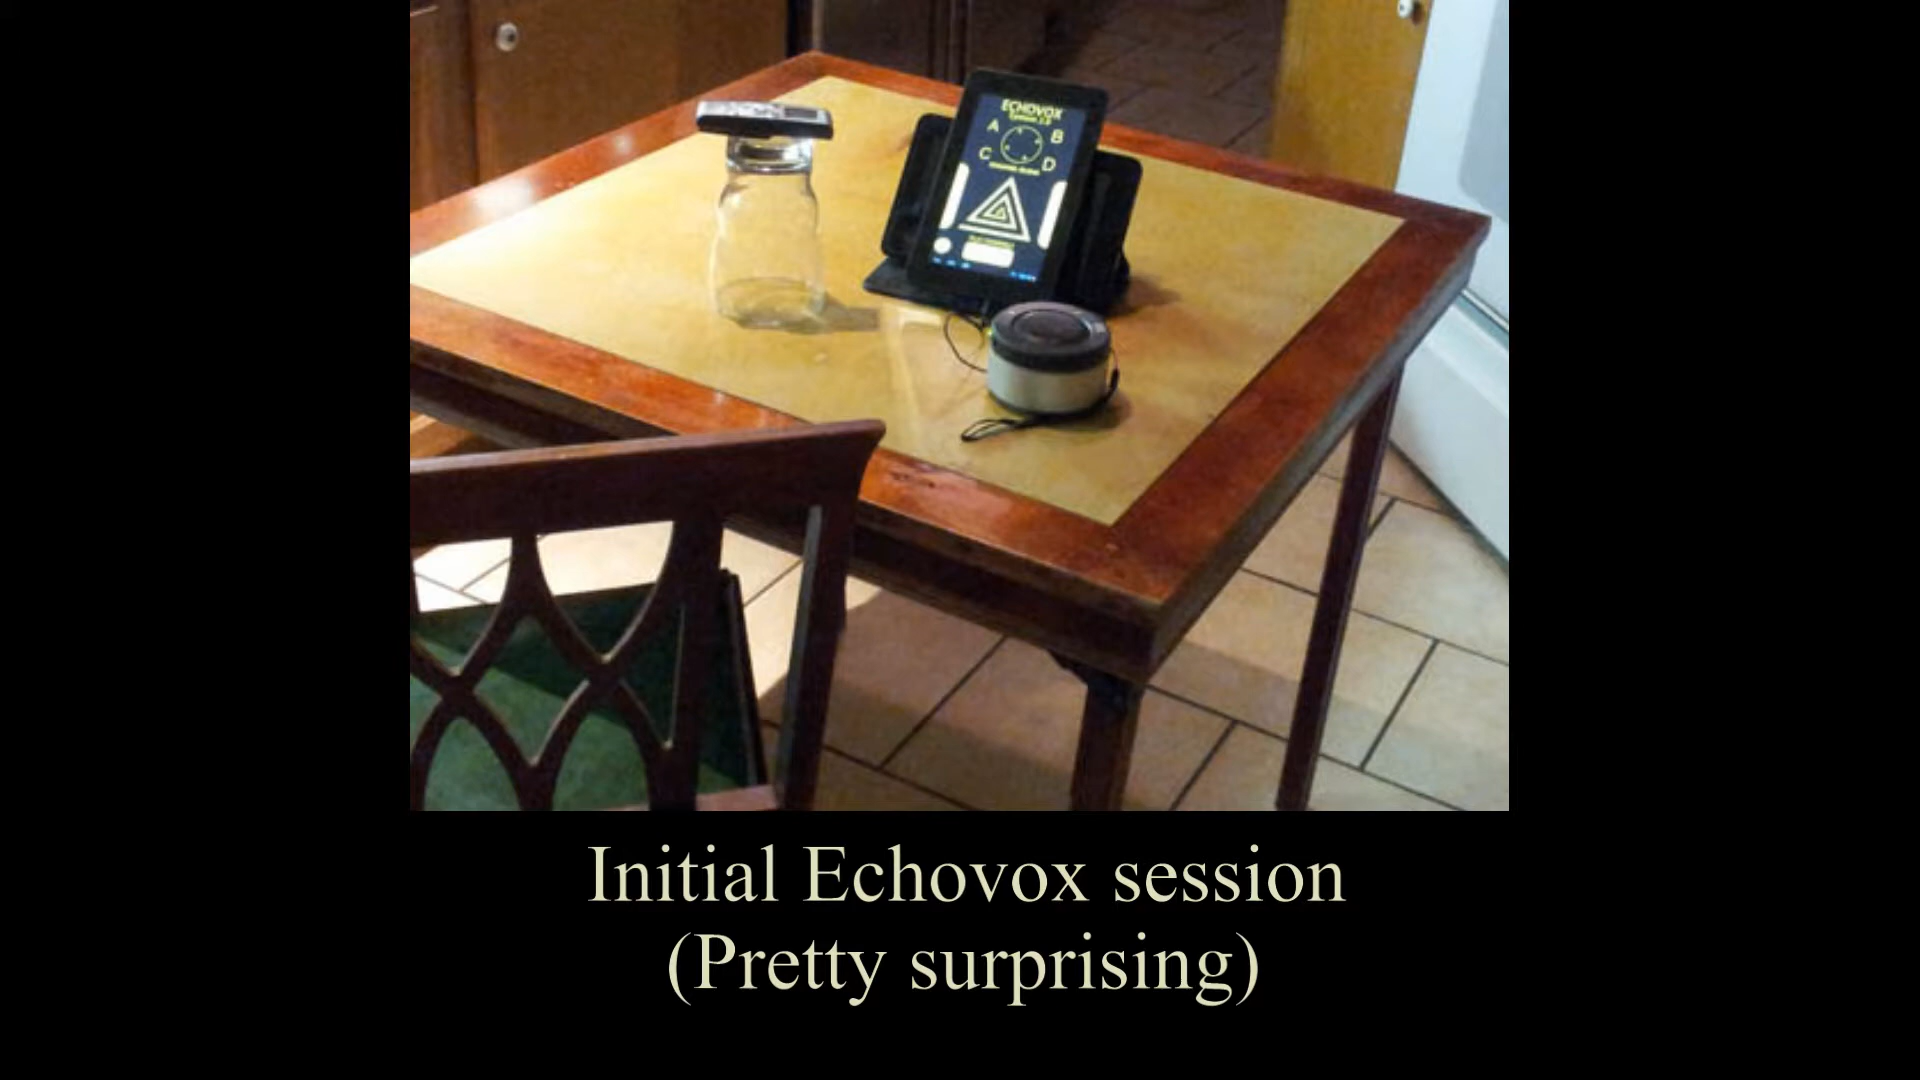 ECHOVOX
A
B
C
D
Initial Echovox session
(Pretty surprising)